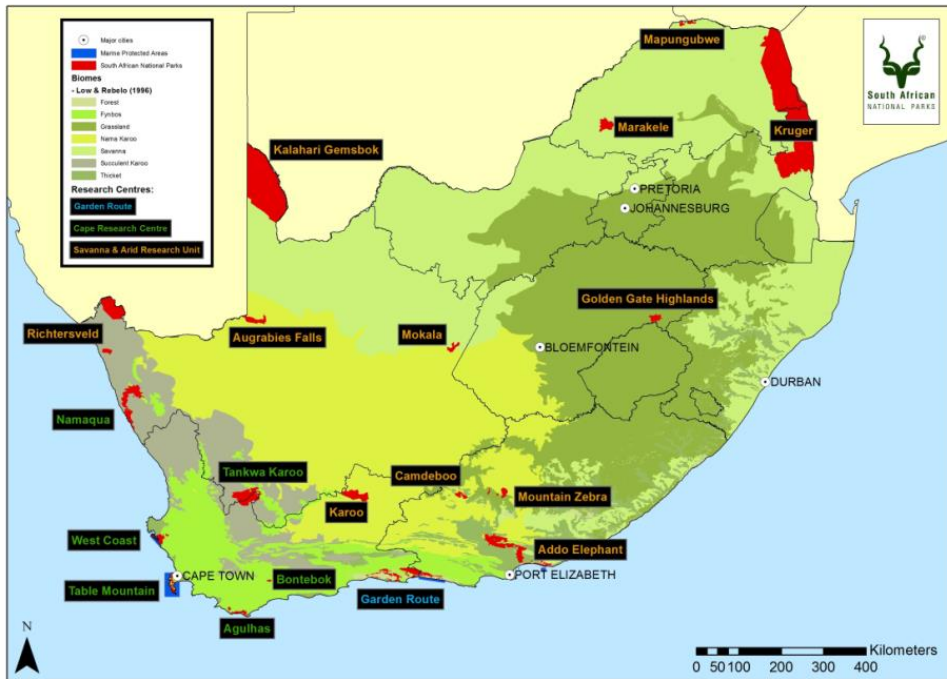 Major cities
Marine Protected Areas
South African National Parks
Biomes
- Low & Rebelo (1996)
Forest
Fynbos
Grassland
Nama Karoo
Savanna
Succulent Karoo
Thicket
Research Centres:
Garden Route
Cape Research Centre
Savanna & Arid Research Unit
South African
NATIONAL PARKS
Mapungubwe
Marakele
Kruger
Kalahari Gemsbok
PRETORIA
JOHANNESBURG
Golden Gate Highlands
Richtersveld
Augrabies Falls
Mokala
BLOEMFONTEIN
DURBAN
Namaqua
Tankwa Karoo
Camdeboo
Karoo
Mountain Zebra
West Coast
Addo Elephant
CAPE TOWN
PORT ELIZABETH
Table Mountain
Bontebok
Garden Route
Agulhas
N
Kilometers
0 50 100 200 300 400